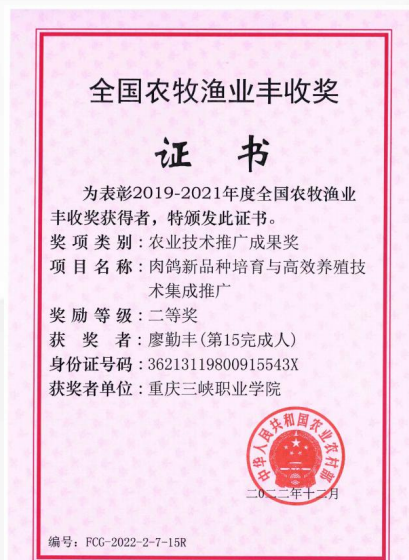 全国农牧渔业丰收奖
证 书
为表彰2019-2021年度全国农牧渔业
丰收奖获得者，特颁发此证书。
奖项类别：农业技术推广成果奖
项目名称：肉鸽新品种培育与高效养殖技
术集成推广
奖励等级：二等奖
获奖者：廖勤丰(第15完成人)
身份证号码：36213119800915543X
获奖者单位：重庆三峡职业学院
中华人民共和国农业农村部
二〇二二年十二月
编号：FCG-2022-2-7-15R